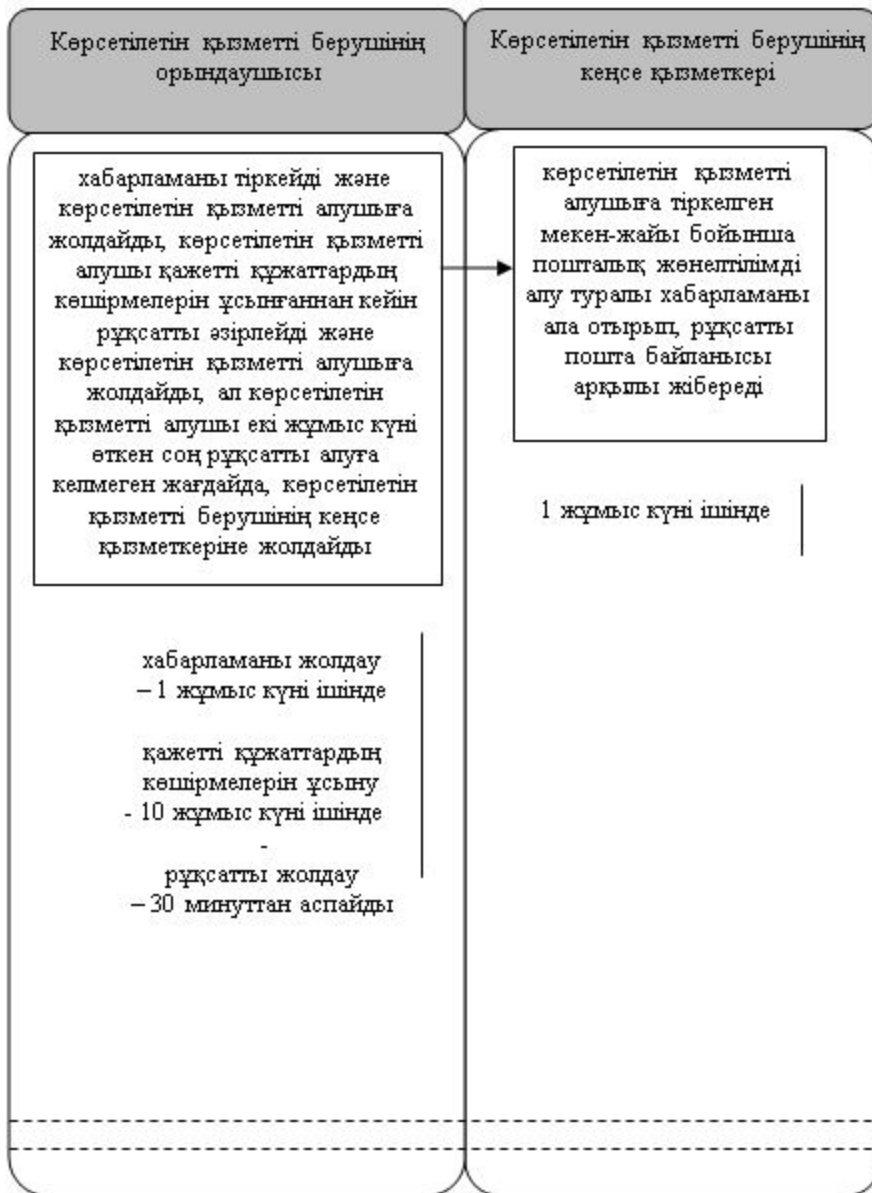 Көрсетілетін қызметті берушінің
орындаушысы
Көрсетілетін қызметті берушінің
кеңсе қызметкері
хабарламаны тіркейді және
көрсетілетін қызметті алушыға
жолдайды, көрсетілетін қызметті
алушы қажетті құжаттардың
көшірмелерін ұсынғаннан кейін
рұқсатты әзірлейді және
көрсетілетін қызметті алушыға
жолдайды, ал көрсетілетін
қызметті алушы екі жұмыс күні
өткен соң рұқсатты алуға
келмеген жағдайда, көрсетілетін
қызметті берушінің кеңсе
қызметкеріне жолдайды
көрсетілетін қызметті
алушыға тіркелген
мекен-жайы бойынша
пошталық жөнелтілімді
алу туралы хабарламаны
ала отырып, рұқсатты
пошта байланысы
арқылы жібереді
1 жұмыс күні ішінде
хабарламаны жолдау
– 1 жұмыс күні ішінде
қажетті құжаттардың
көшірмелерін ұсыну
- 10 жұмыс күні ішінде
-
рұқсатты жолдау
– 30 минуттан аспайды